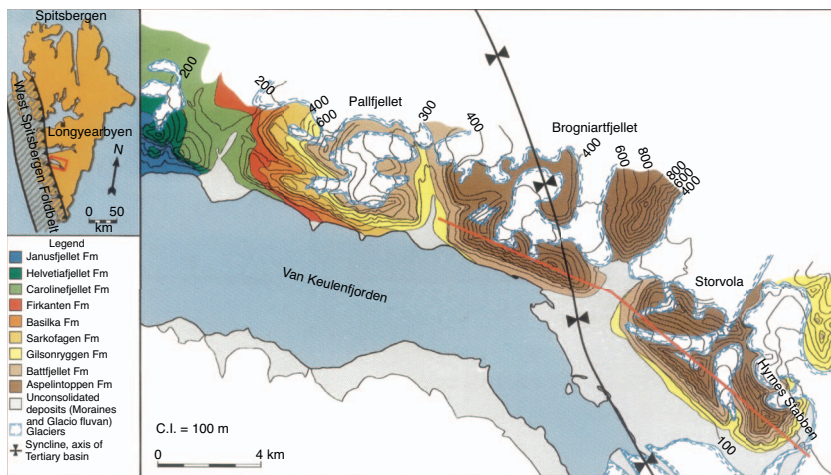 Spitsbergen
West Spitsbergen Foldbelt
Longyearbyen
N
0 50
km
Legend
Janusfjellet Fm
Helvetiafjellet Fm
Carolinefjellet Fm
Firkanten Fm
Basilka Fm
Sarkofagen Fm
Gilsonryggen Fm
Battfjellet Fm
Aspelintoppen Fm
Unconsolidated
deposits (Moraines
and Glacio fluvan)
Glaciers
Syncline, axis of
Tertiary basin
200
200
400
600
Pallfjellet
300
400
Brogniartfjellet
400
600
800
800
600
400
Van Keulenfjorden
Storvola
Hyrnes Stabben
100
C.I. = 100 m
0 4 km